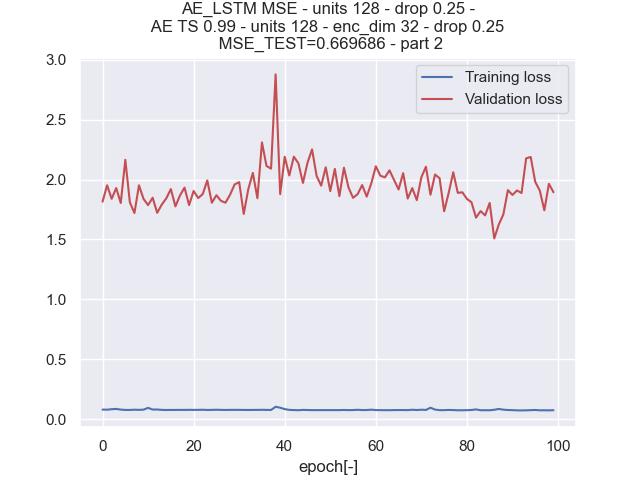 AE_LSTM MSE - units 128 - drop 0.25 -
AE TS 0.99 - units 128 - enc_dim 32 - drop 0.25
MSE_TEST=0.669686 - part 2
Training loss
Validation loss
3.0
2.5
2.0
1.5
1.0
0.5
0.0
0 20 40 60 80 100
epoch[-]